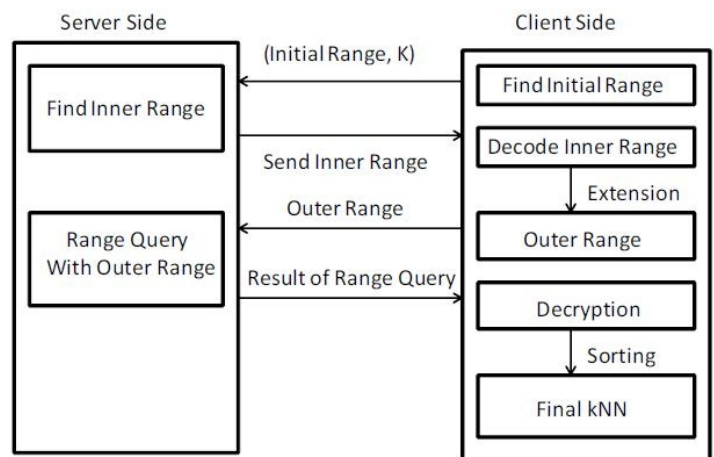 Server Side
Client Side
(Initial Range, K)
Find Inner Range
Find Initial Range
Send Inner Range
Decode Inner Range
Extension
Outer Range
Range Query
With Outer Range
Outer Range
Result of Range Query
Decryption
Sorting
Final kNN